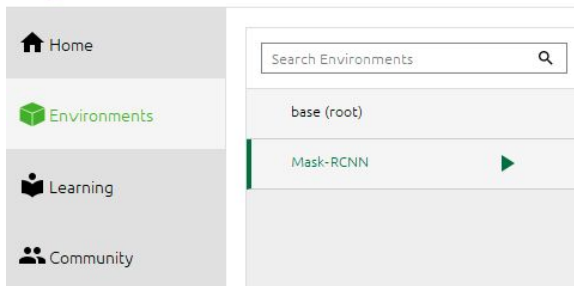 Home
Environments
Learning
Community
Search Environments
base (root)
Mask-RCNN